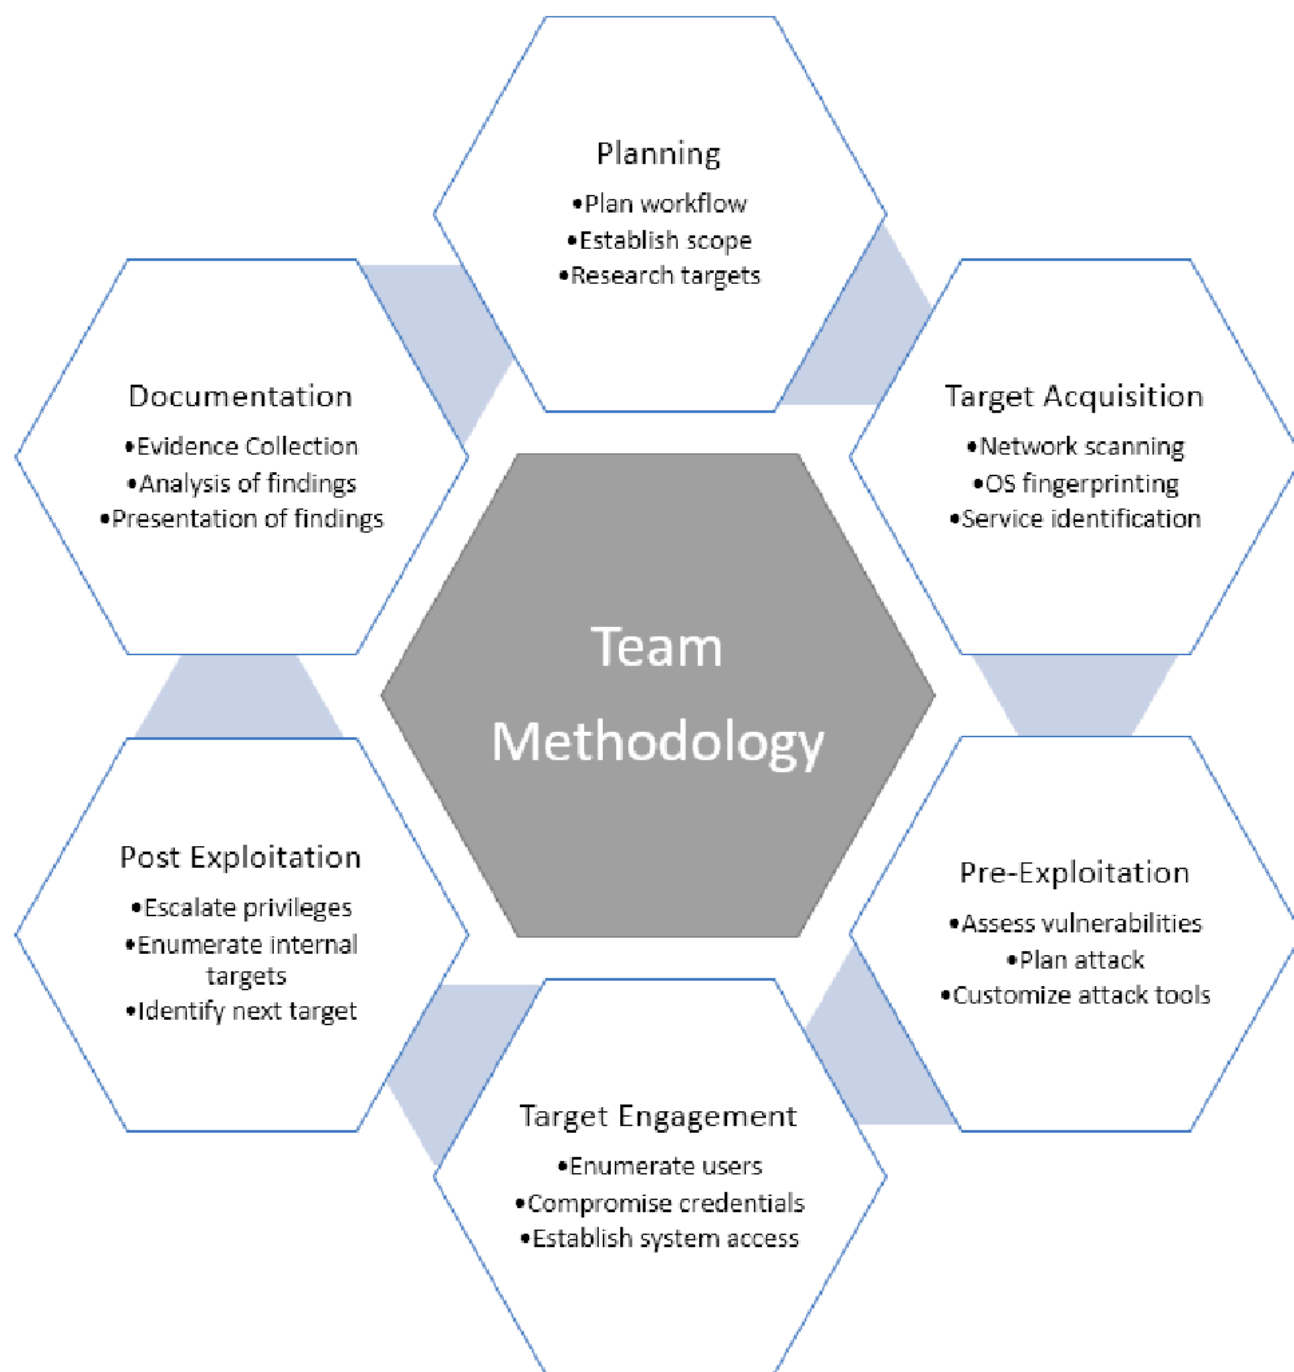 Planning
•Plan workflow
•Establish scope
•Research targets
Target Acquisition
•Network scanning
•OS fingerprinting
•Service identification
Pre-Exploitation
•Assess vulnerabilities
•Plan attack
•Customize attack tools
Target Engagement
•Enumerate users
•Compromise credentials
•Establish system access
Post Exploitation
•Escalate privileges
•Enumerate internal
targets
•Identify next target
Documentation
•Evidence Collection
•Analysis of findings
•Presentation of findings
Team
Methodology